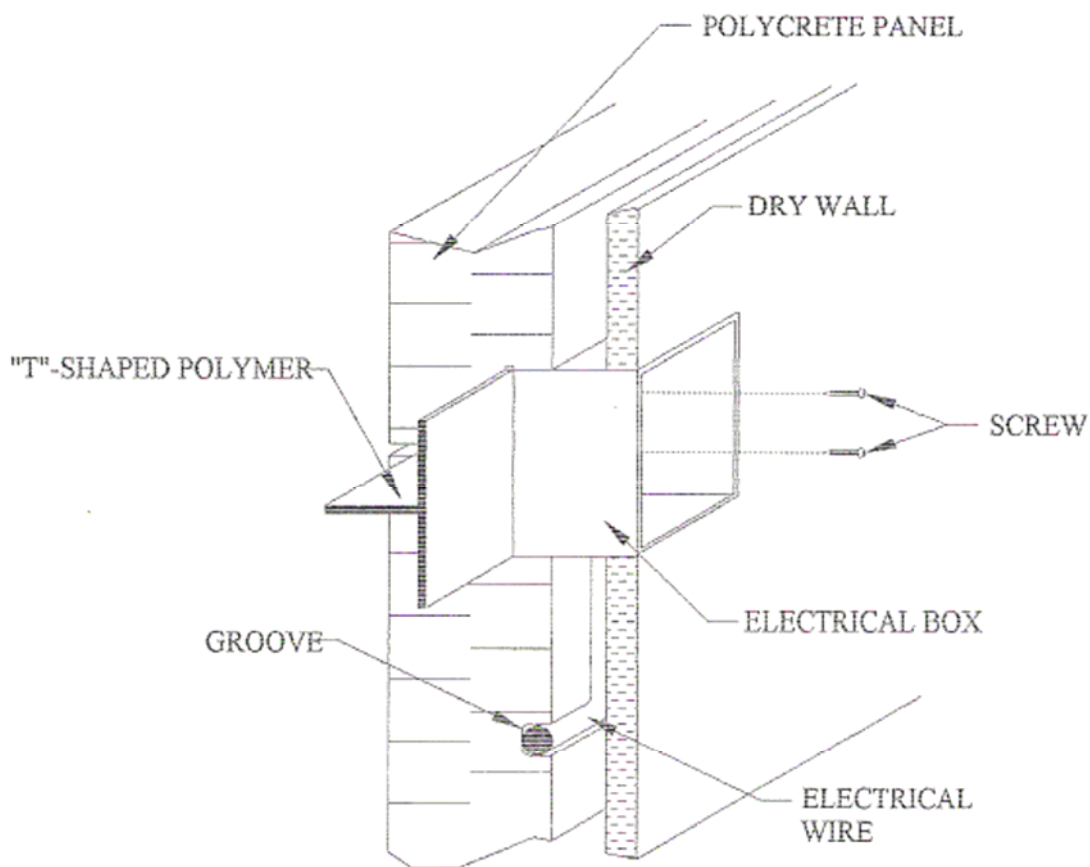 POLYCRETE PANEL
DRY WALL
"T"-SHAPED POLYMER
SCREW
ELECTRICAL BOX
GROOVE
ELECTRICAL
WIRE